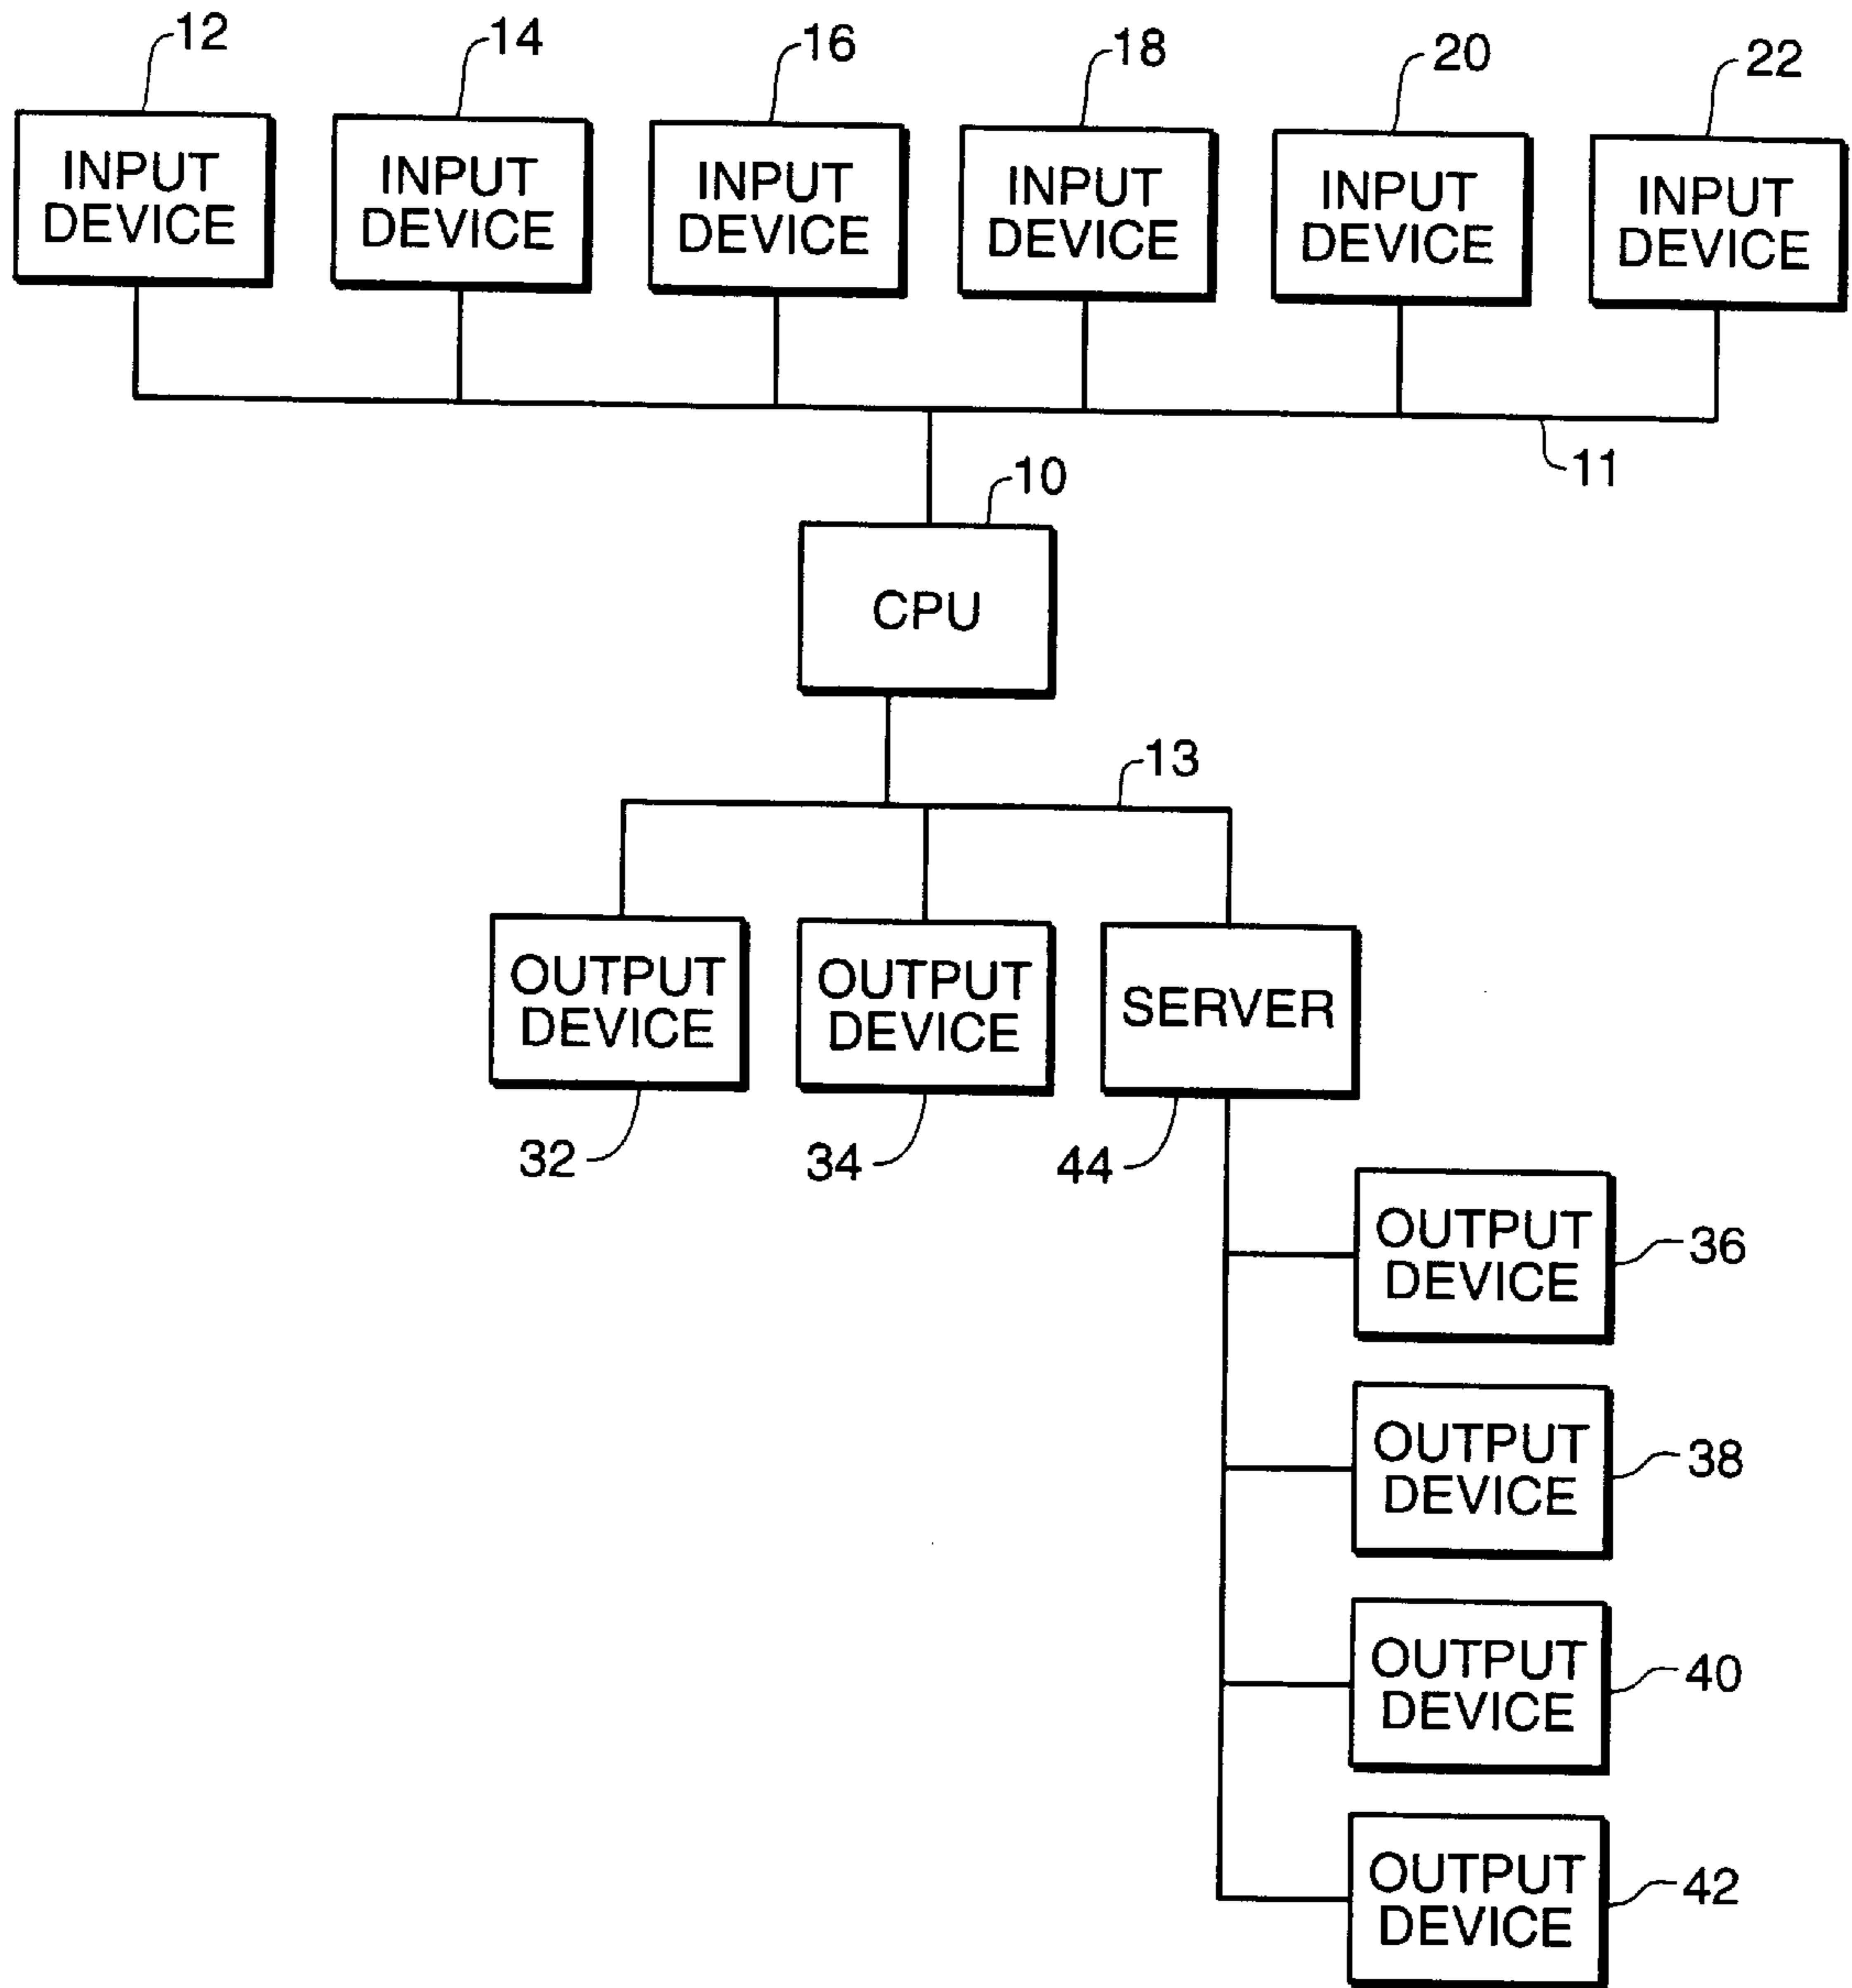 12
14
16
18
20
22
INPUT
DEVICE
INPUT
DEVICE
INPUT
DEVICE
INPUT
DEVICE
INPUT
DEVICE
INPUT
DEVICE
11
10
CPU
13
OUTPUT
DEVICE
OUTPUT
DEVICE
SERVER
32
34
44
OUTPUT
DEVICE
36
OUTPUT
DEVICE
38
OUTPUT
DEVICE
40
OUTPUT
DEVICE
42